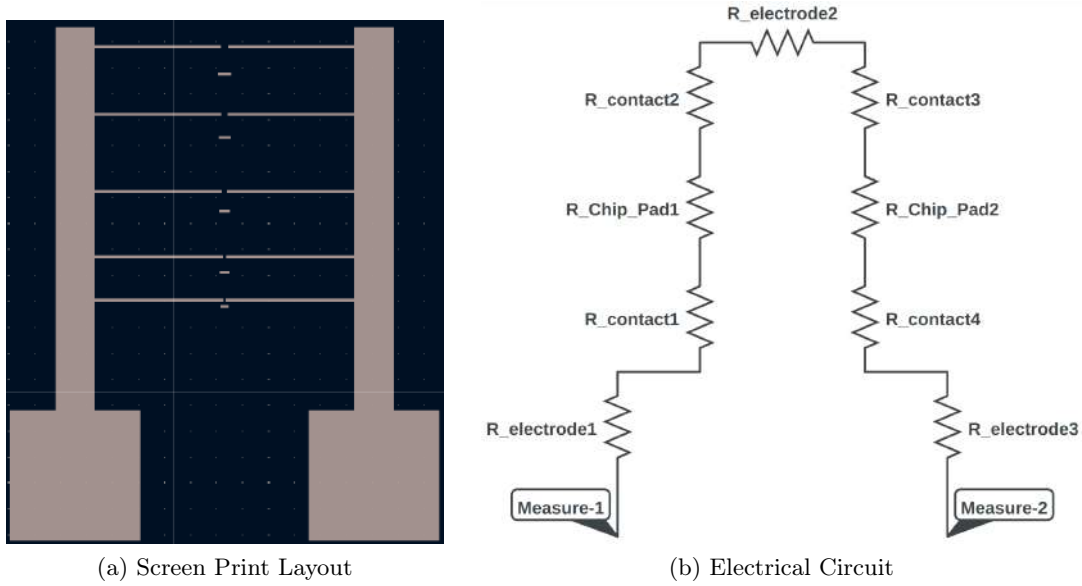 R_electrode2
R_contact2
R_contact3
R_Chip_Pad1
R_Chip_Pad2
R_contact1
R_contact4
R_electrode1
R_electrode3
Measure-1
Measure-2
(a) Screen Print Layout
(b) Electrical Circuit